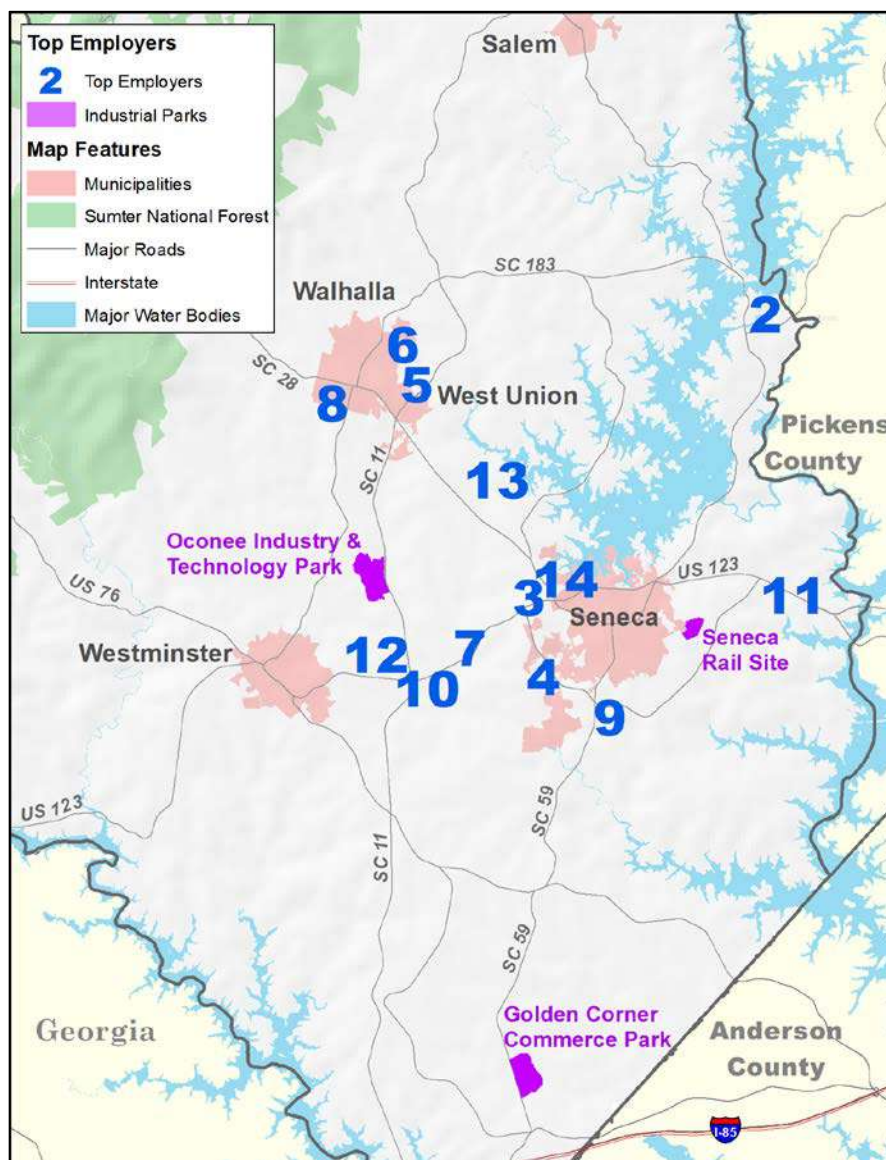 Top Employers
2 Top Employers
Industrial Parks
Map Features
Municipalities
Sumter National Forest
Major Roads
Interstate
Major Water Bodies
Salem
SC 183
Walhalla
2
6
SC 28
5
West Union
8
Pickens
County
SC 11
13
Oconee Industry &
Technology Park
US 76
14
US 123
3
11
Seneca
Seneca
Rail Site
Westminster
7
12
10
4
9
US 123
SC 59
SC 11
SC 59
Golden Corner
Commerce Park
Georgia
Anderson
County
I-85